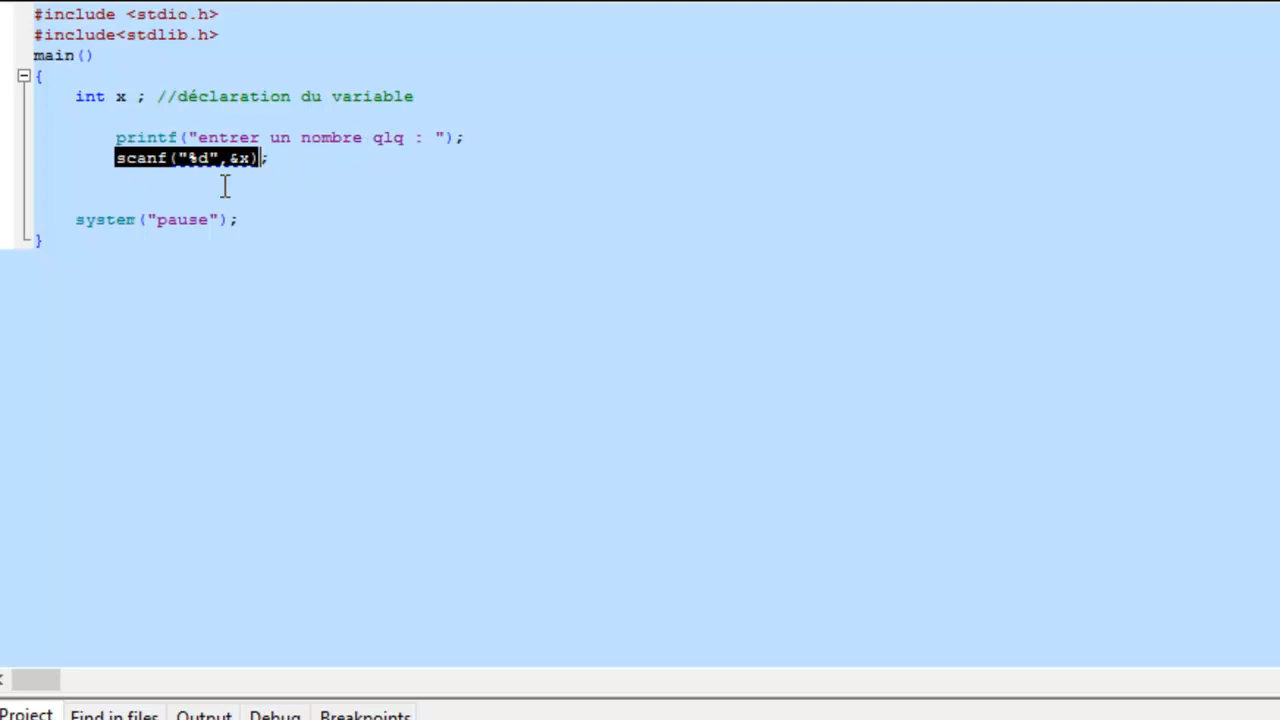 #include <stdio.h>
#include<stdlib.h>
main()
{
int x ; //déclaration du variable
printf("entrer un nombre qlq : ");
scanf("%d",&x);
system("pause");
}
Project Find in files Output Debug Breakpoints